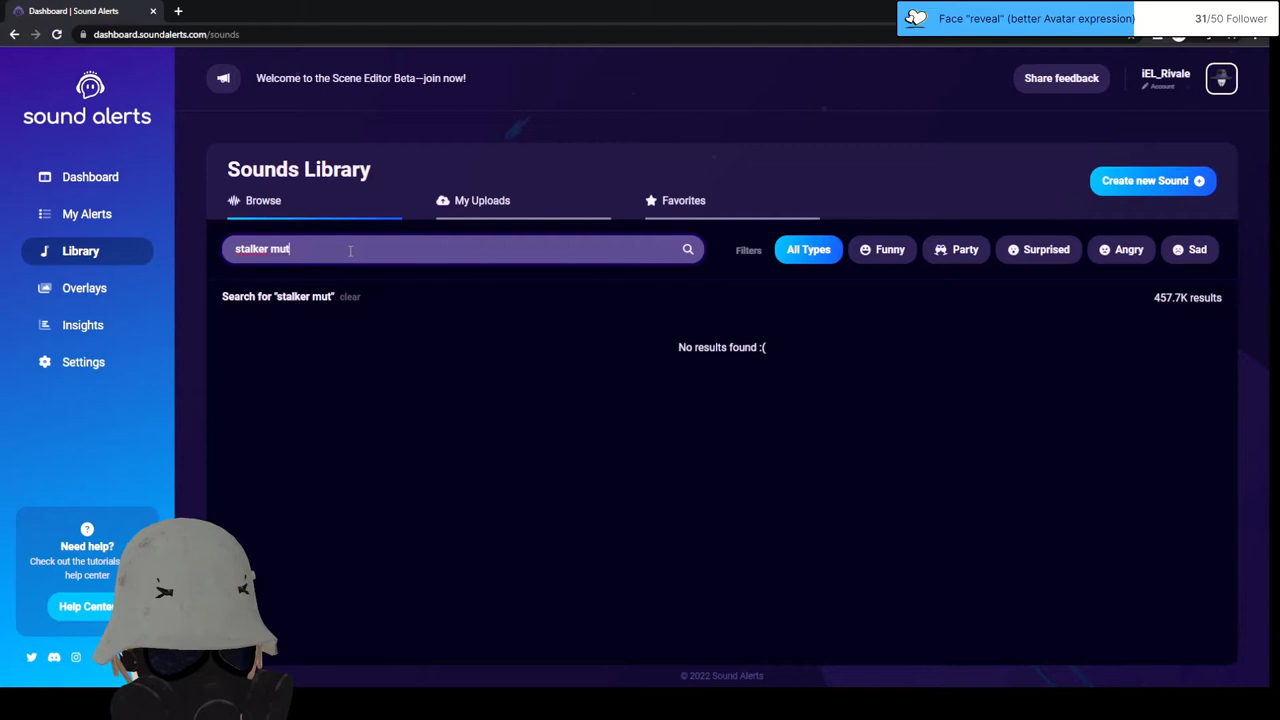 Dashboard | Sound Alerts
Face "reveal" (better Avatar expression)
31/50 Follower
dashboard.soundalerts.com/sounds
sound alerts
Welcome to the Scene Editor Beta—join now!
Share feedback
iEL_Rivale
Account
Dashboard
My Alerts
Library
Overlays
Insights
Settings
Sounds Library
Create new Sound
Browse
My Uploads
Favorites
stalker mut
Filters
All Types
Funny
Party
Surprised
Angry
Sad
Search for "stalker mut" clear
457.7K results
No results found :(
Need help?
Check out the tutorials
help center
Help Center
© 2022 Sound Alerts